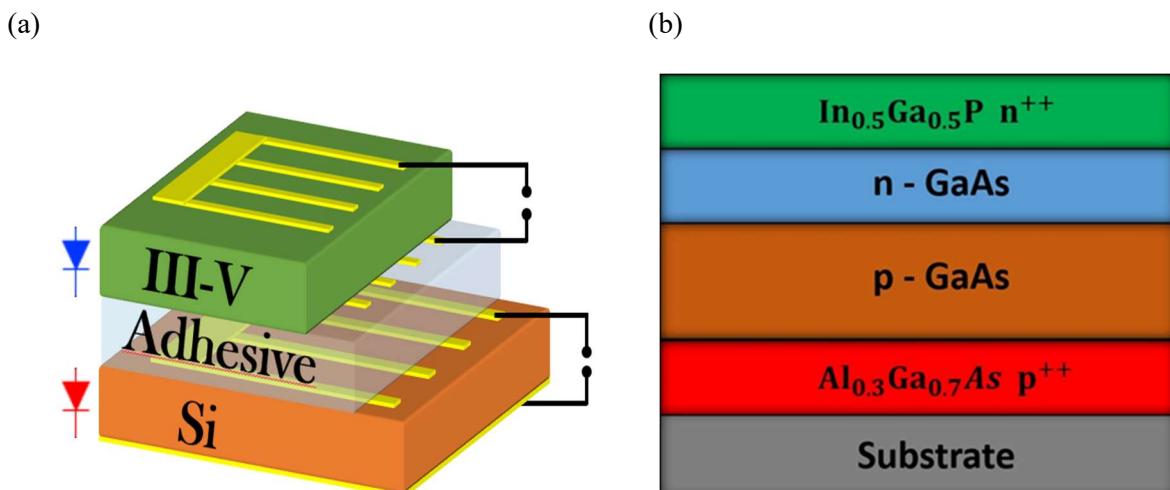 (a)
(b)
III-V
Adhesive
Si
In₀.₅Ga₀.₅P n⁺⁺
n - GaAs
p - GaAs
Al₀.₃Ga₀.₇As p⁺⁺
Substrate